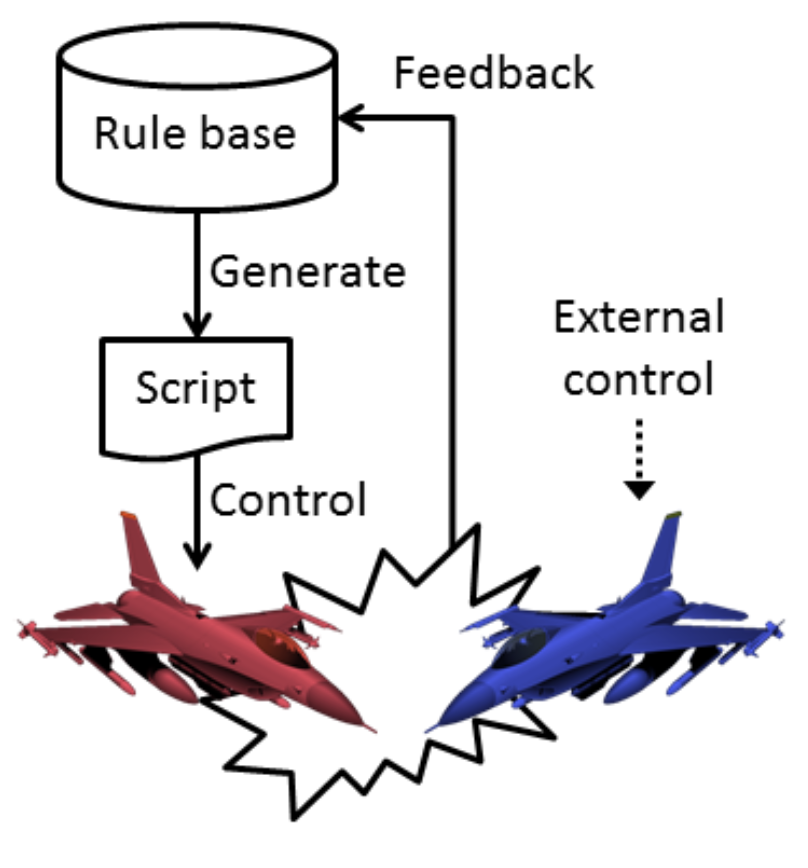 Feedback
Rule base
Generate
External
control
Script
Control